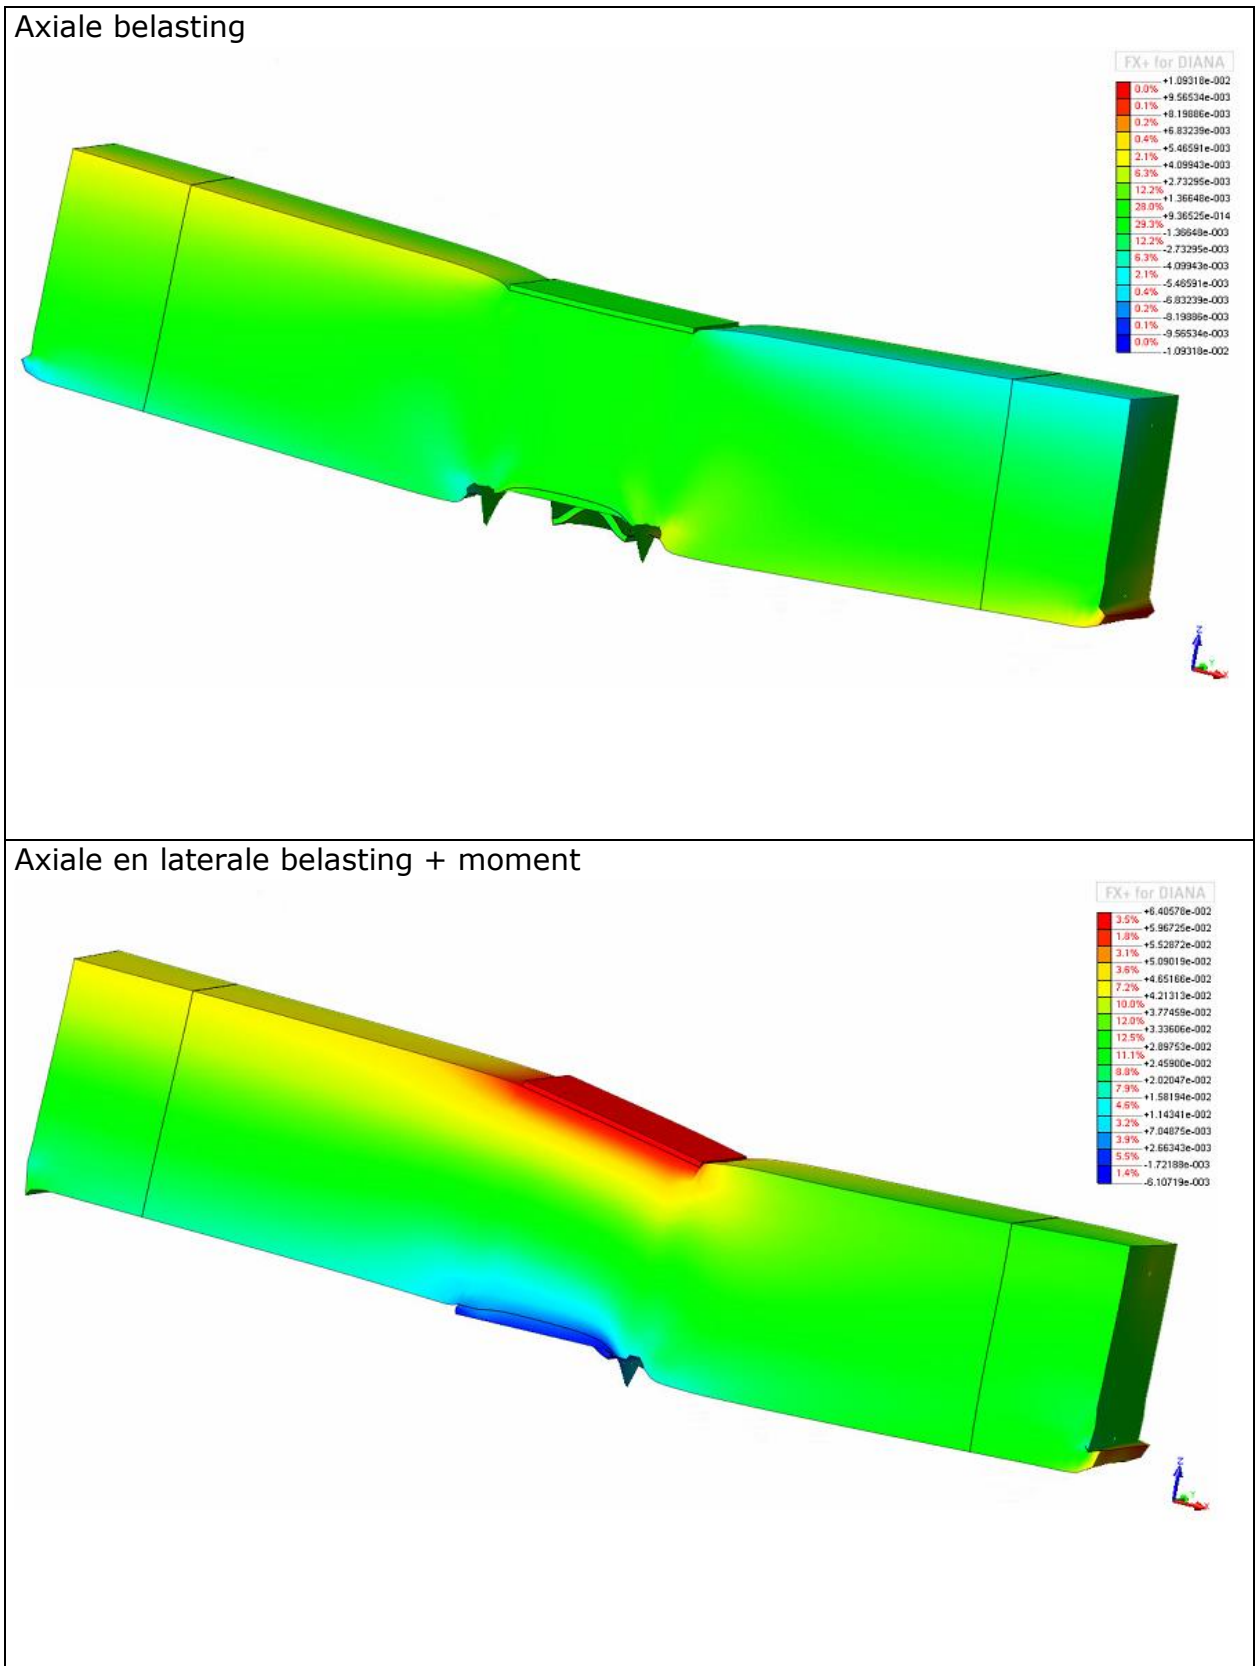 Axiale belasting
FX+ for DIANA
+1.09318e-002
0.0%
+9.56534e-003
0.1%
+8.19886e-003
0.2%
+6.83239e-003
0.4%
+5.46591e-003
2.1%
+4.09943e-003
6.3%
+2.73295e-003
12.2%
+1.36648e-003
28.0%
+9.36525e-014
29.3%
-1.36648e-003
12.2%
-2.73295e-003
6.3%
-4.09943e-003
2.1%
-5.46591e-003
0.4%
-6.83239e-003
0.2%
-8.19886e-003
0.1%
-9.56534e-003
0.0%
-1.09318e-002
Z
Y
X
Axiale en laterale belasting + moment
FX+ for DIANA
+6.40578e-002
3.5%
+5.96725e-002
1.8%
+5.52872e-002
3.1%
+5.09019e-002
3.6%
+4.65166e-002
7.2%
+4.21313e-002
10.0%
+3.77459e-002
12.0%
+3.33606e-002
12.5%
+2.89753e-002
11.1%
+2.45900e-002
8.8%
+2.02047e-002
7.9%
+1.58194e-002
4.6%
+1.14341e-002
3.2%
+7.04875e-003
3.9%
+2.66343e-003
5.5%
-1.72188e-003
1.4%
-6.10719e-003
Z
Y
X